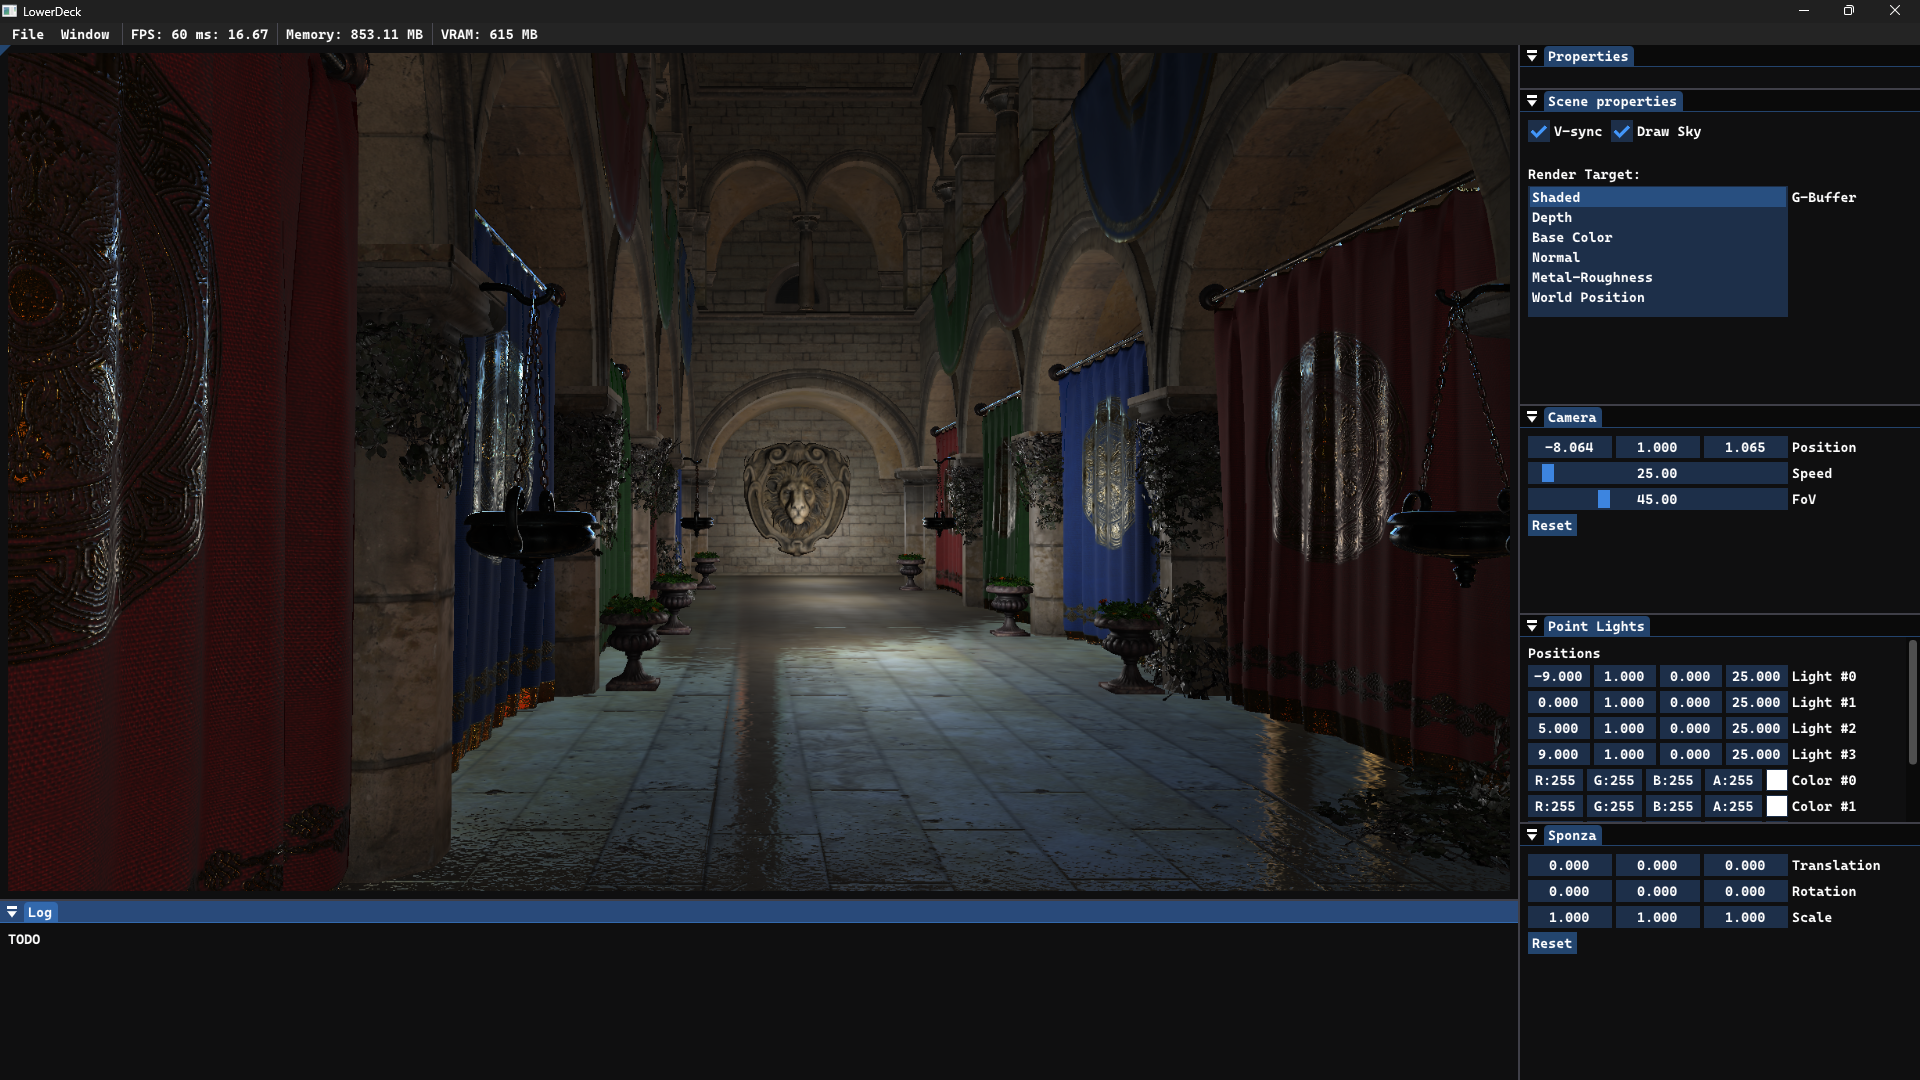 LowerDeck
File Window FPS: 60 ms: 16.67 Memory: 853.11 MB VRAM: 615 MB
Properties
Scene properties
V-sync Draw Sky
Render Target:
Shaded G-Buffer
Depth
Base Color
Normal
Metal-Roughness
World Position
Camera
-8.064 1.000 1.065 Position
25.00 Speed
45.00 FoV
Reset
Point Lights
Positions
-9.000 1.000 0.000 25.000 Light #0
0.000 1.000 0.000 25.000 Light #1
5.000 1.000 0.000 25.000 Light #2
9.000 1.000 0.000 25.000 Light #3
R:255 G:255 B:255 A:255 Color #0
R:255 G:255 B:255 A:255 Color #1
Sponza
0.000 0.000 0.000 Translation
0.000 0.000 0.000 Rotation
1.000 1.000 1.000 Scale
Reset
Log
TODO